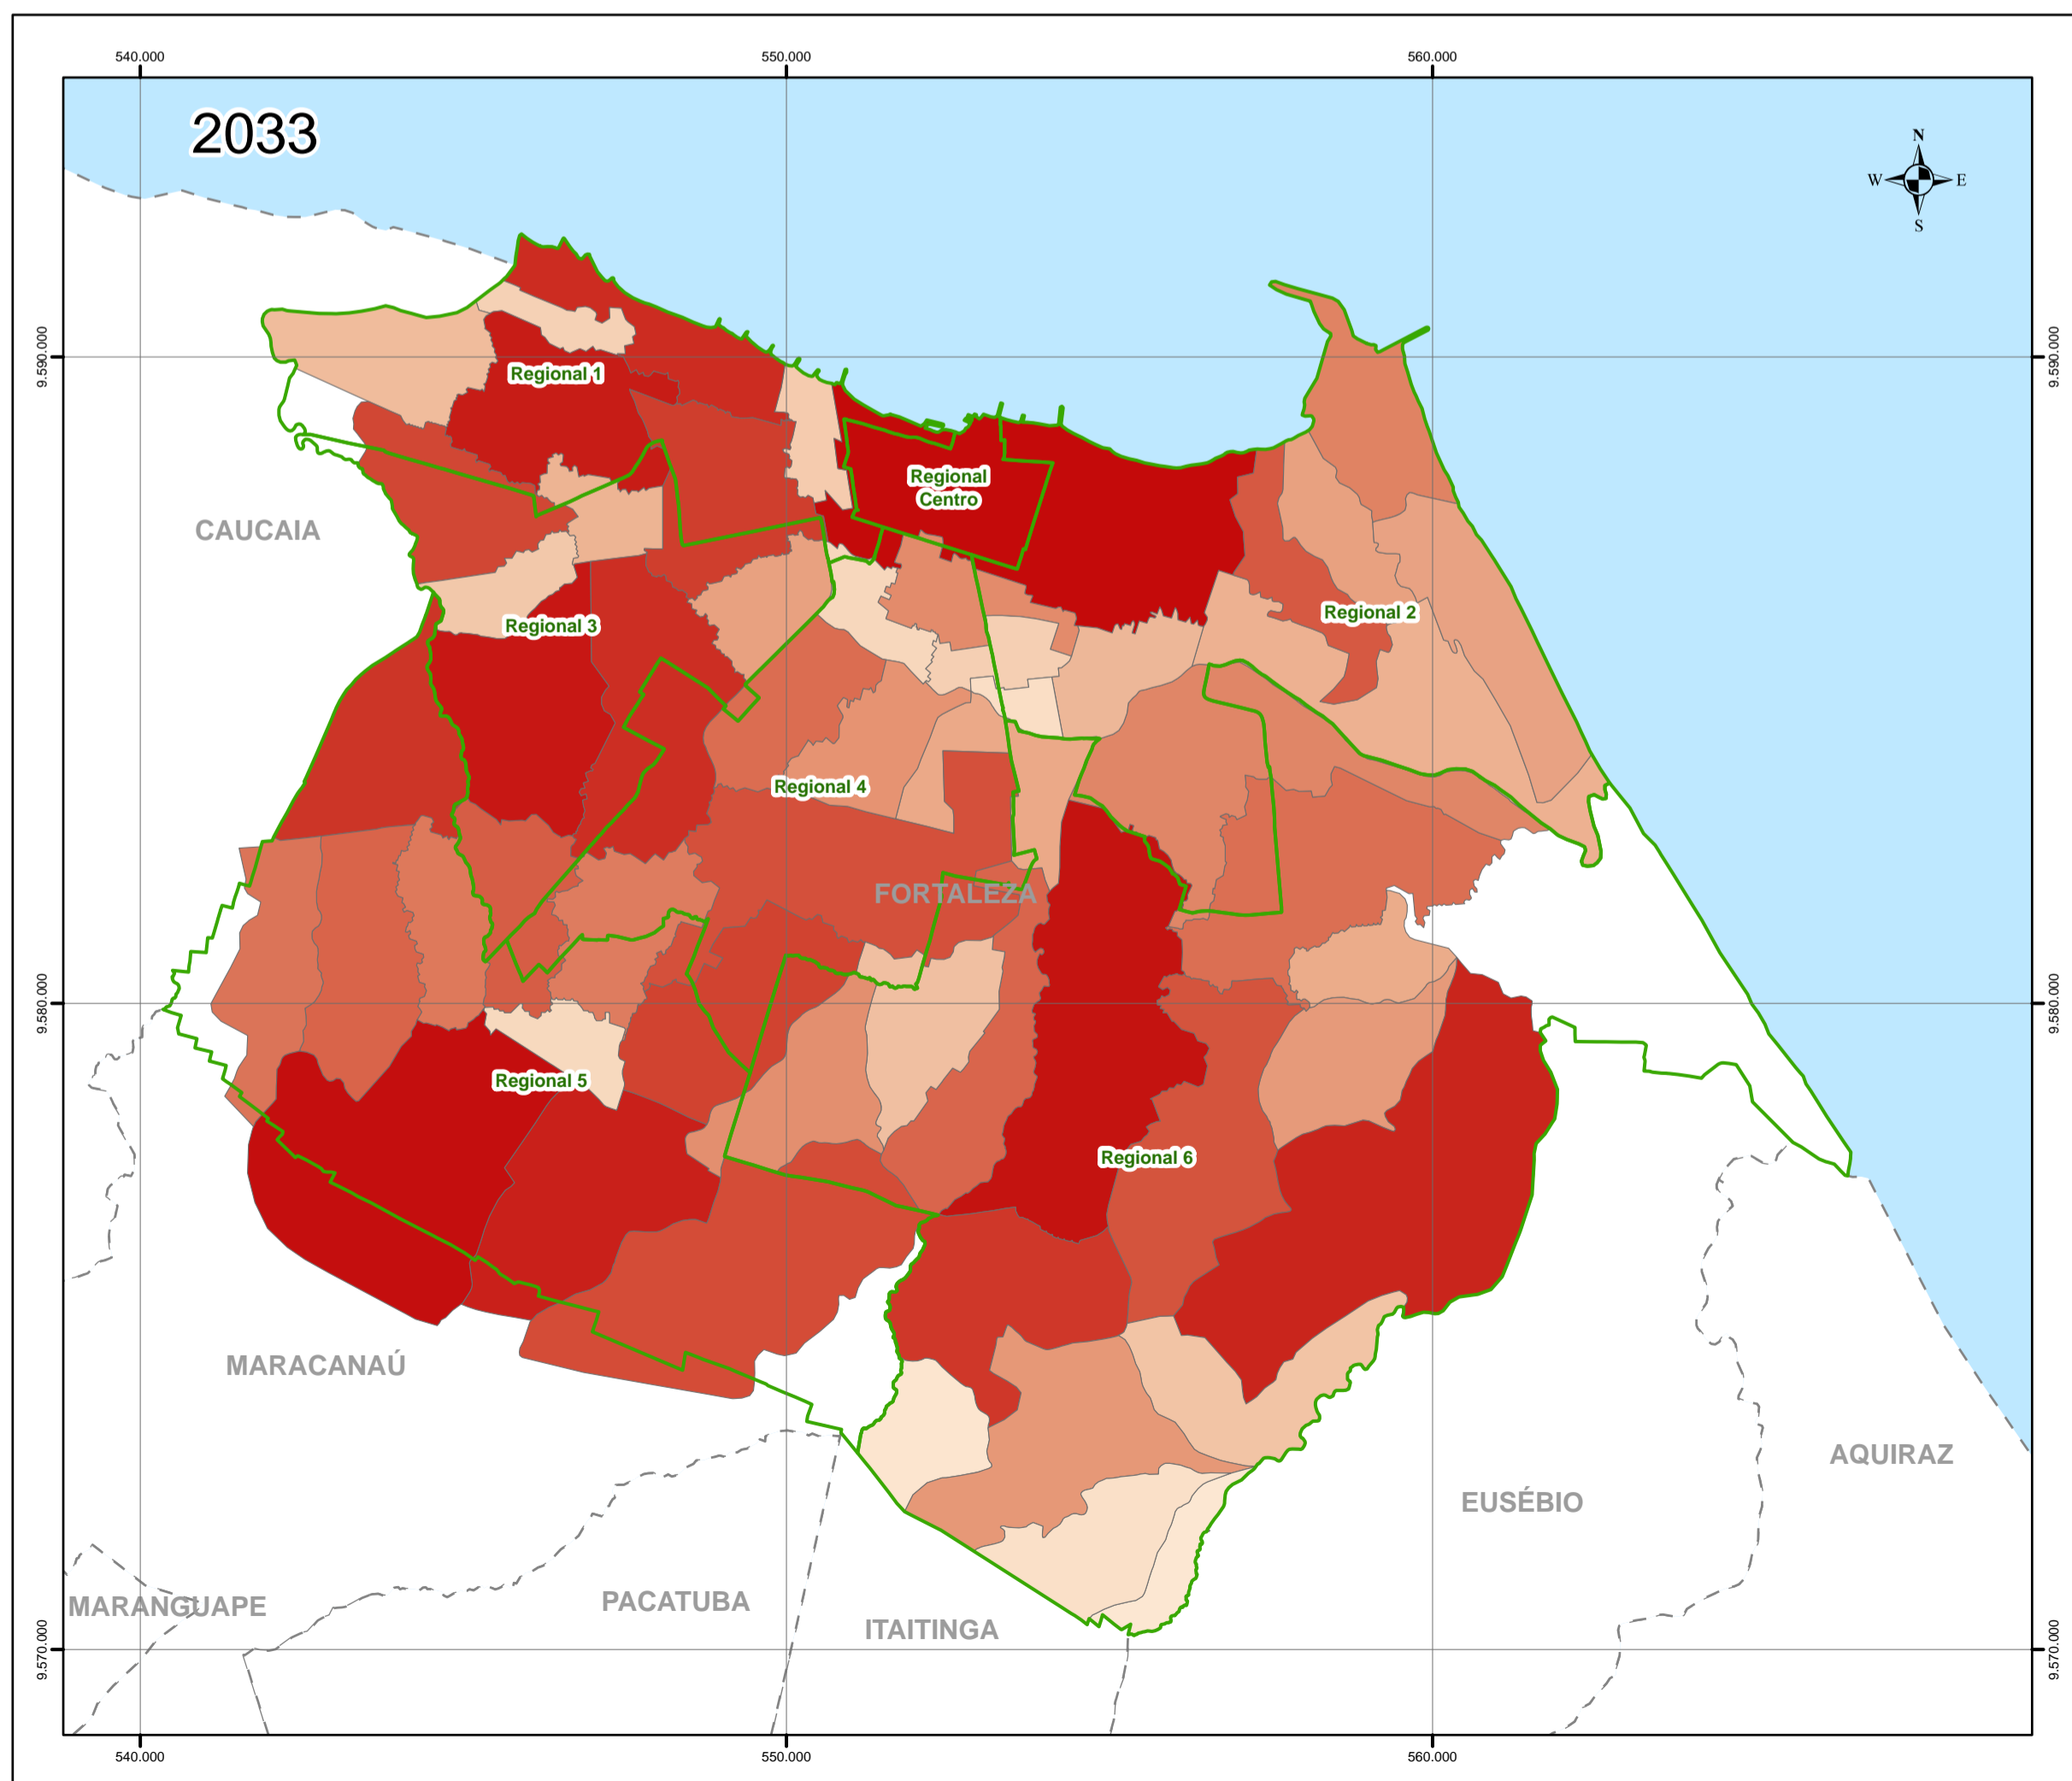 540.000
550.000
560.000
2033
N
W
E
S
9.590.000
9.590.000
Regional 1
Regional
Centro
CAUCAIA
Regional 2
Regional 3
Regional 4
FORTALEZA
9.580.000
9.580.000
Regional 5
Regional 6
MARACANAÚ
AQUIRAZ
EUSÉBIO
PACATUBA
MARANGUAPE
ITAITINGA
9.570.000
9.570.000
540.000
550.000
560.000